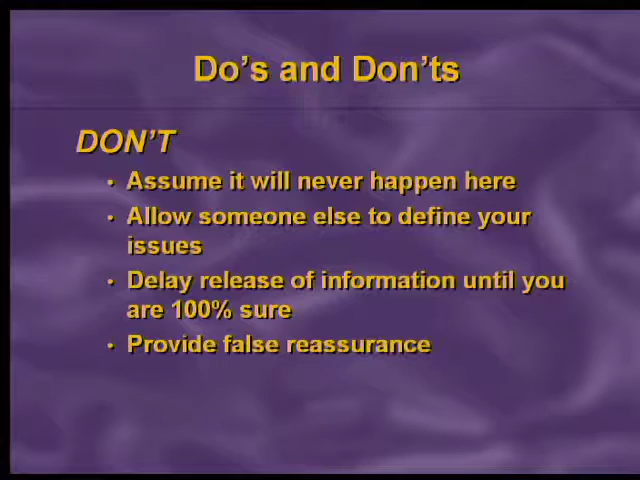 Do's and Don'ts
DON'T
• Assume it will never happen here
• Allow someone else to define your
issues
• Delay release of information until you
are 100% sure
• Provide false reassurance